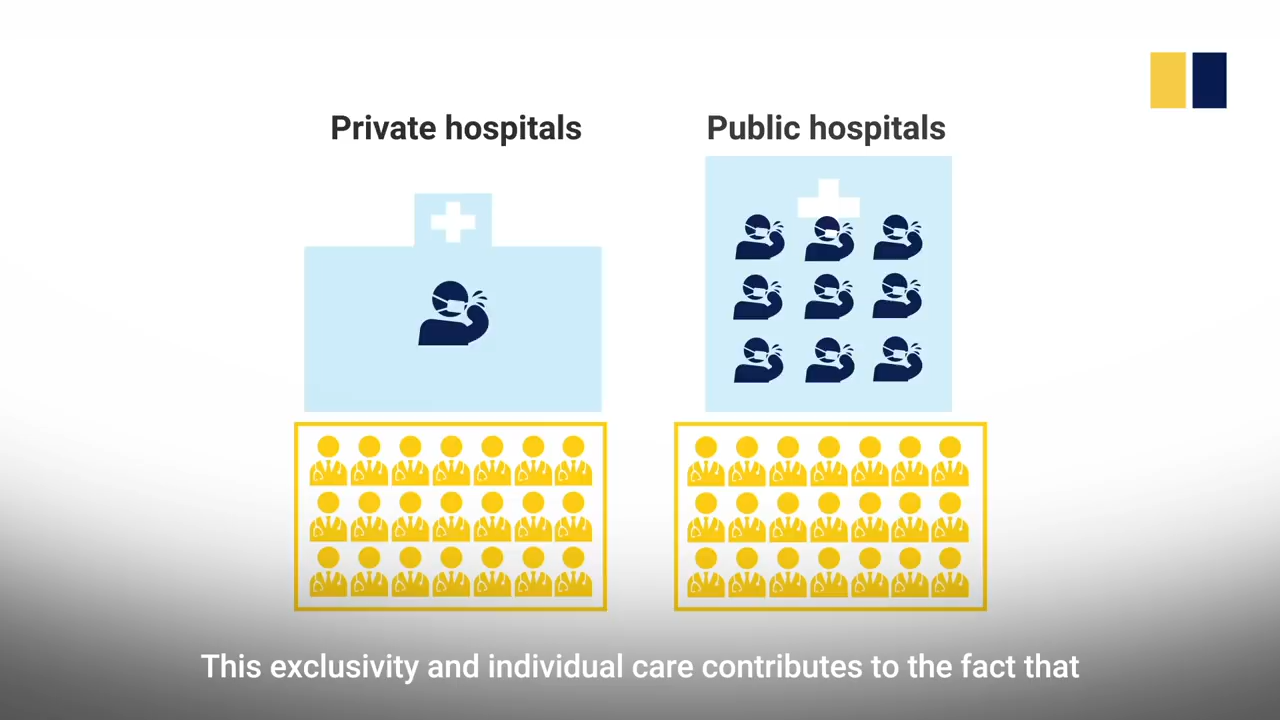 Private hospitals
Public hospitals
This exclusivity and individual care contributes to the fact that